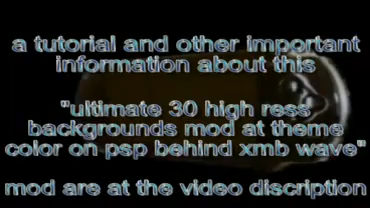 a tutorial and other important
information about this
"ultimate 30 high ress
backgrounds mod at theme
color on psp behind xmb wave"
mod are at the video discription